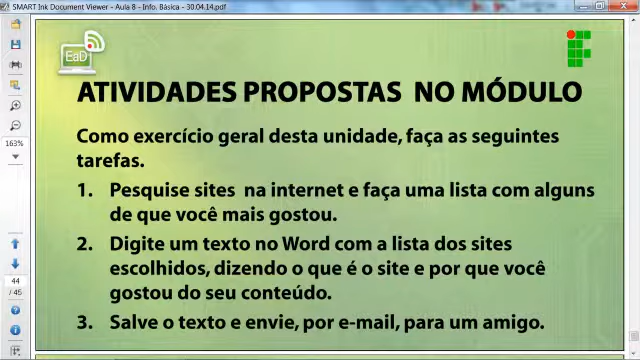 SMART Ink Document Viewer - Aula 8 - Info. Básica - 30.04.14.pdf
EaD
ATIVIDADES PROPOSTAS NO MÓDULO
Como exercício geral desta unidade, faça as seguintes
tarefas.
163%
1. Pesquise sites na internet e faça uma lista com alguns
de que você mais gostou.
2. Digite um texto no Word com a lista dos sites
escolhidos, dizendo o que é o site e por que você
gostou do seu conteúdo.
44
/ 45
3. Salve o texto e envie, por e-mail, para um amigo.